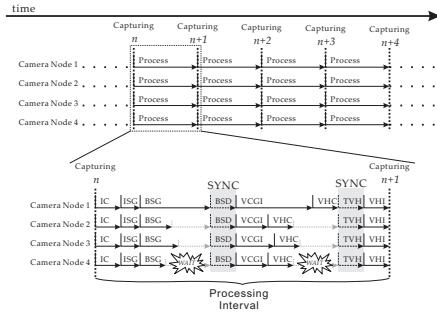 time
Capturing Capturing Capturing Capturing Capturing
n n+1 n+2 n+3 n+4
Camera Node 1 Process Process Process Process
Camera Node 2 Process Process Process Process
Camera Node 3 Process Process Process Process
Camera Node 4 Process Process Process Process
Capturing Capturing
n n+1
SYNC SYNC
Camera Node 1 IC ISG BSG BSD VCGI VHC TVH VHI
Camera Node 2 IC ISG BSG BSD VCGI VHC TVH VHI
Camera Node 3 IC ISG BSG BSD VCGI VHC TVH VHI
Camera Node 4 IC ISG BSG WAIT BSD VCGI VHC WAIT TVH VHI
Processing
Interval